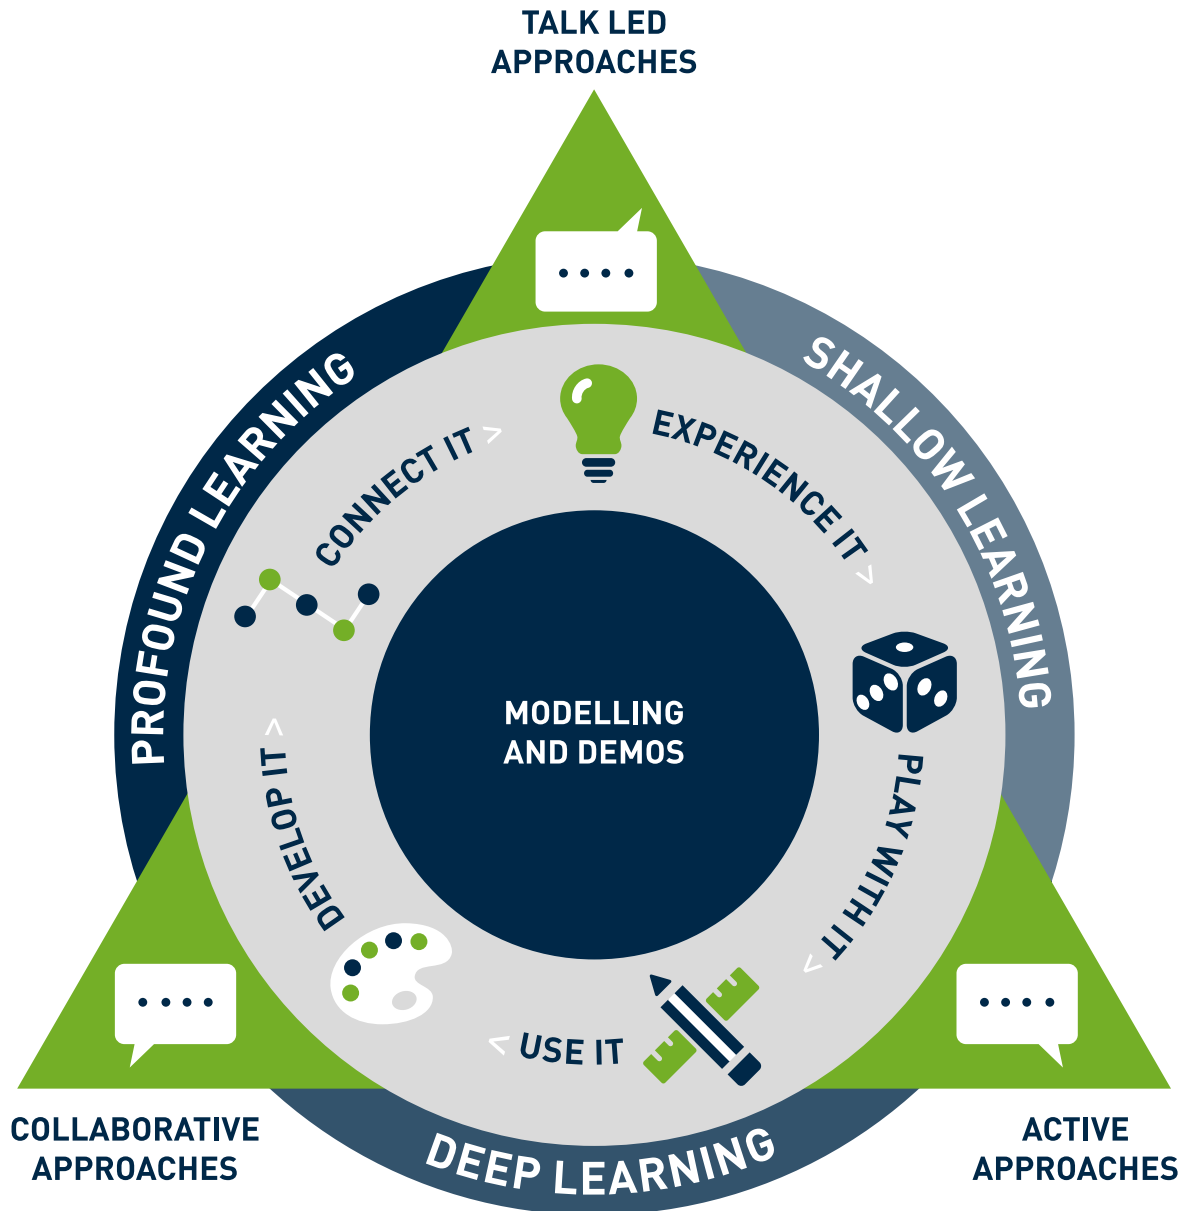 TALK LED
APPROACHES
SHALLOW LEARNING
PROFOUND LEARNING
EXPERIENCE IT >
CONNECT IT >
PLAY WITH IT >
MODELLING
AND DEMOS
DEVELOP IT >
< USE IT
COLLABORATIVE
APPROACHES
DEEP LEARNING
ACTIVE
APPROACHES